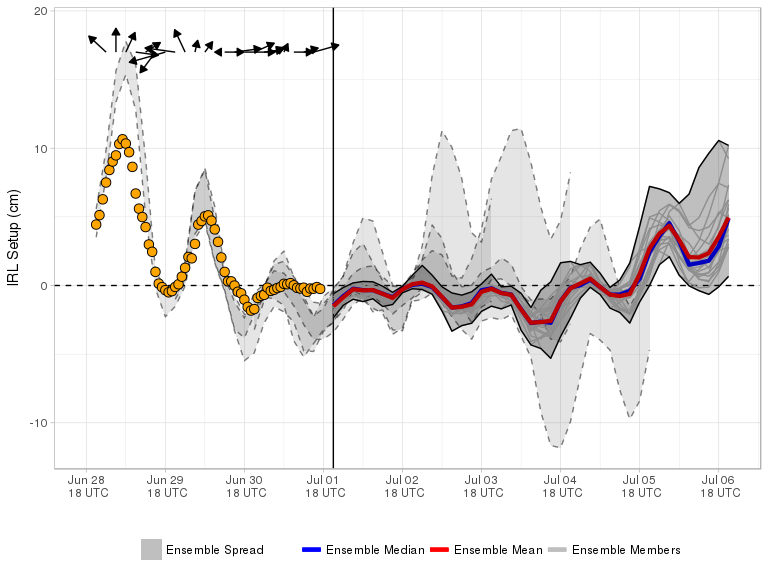 20
10
0
-10
IRL Setup (cm)
Jun 28 Jun 29 Jun 30 Jul 01 Jul 02 Jul 03 Jul 04 Jul 05 Jul 06
18 UTC 18 UTC 18 UTC 18 UTC 18 UTC 18 UTC 18 UTC 18 UTC 18 UTC
Ensemble Spread Ensemble Median Ensemble Mean Ensemble Members